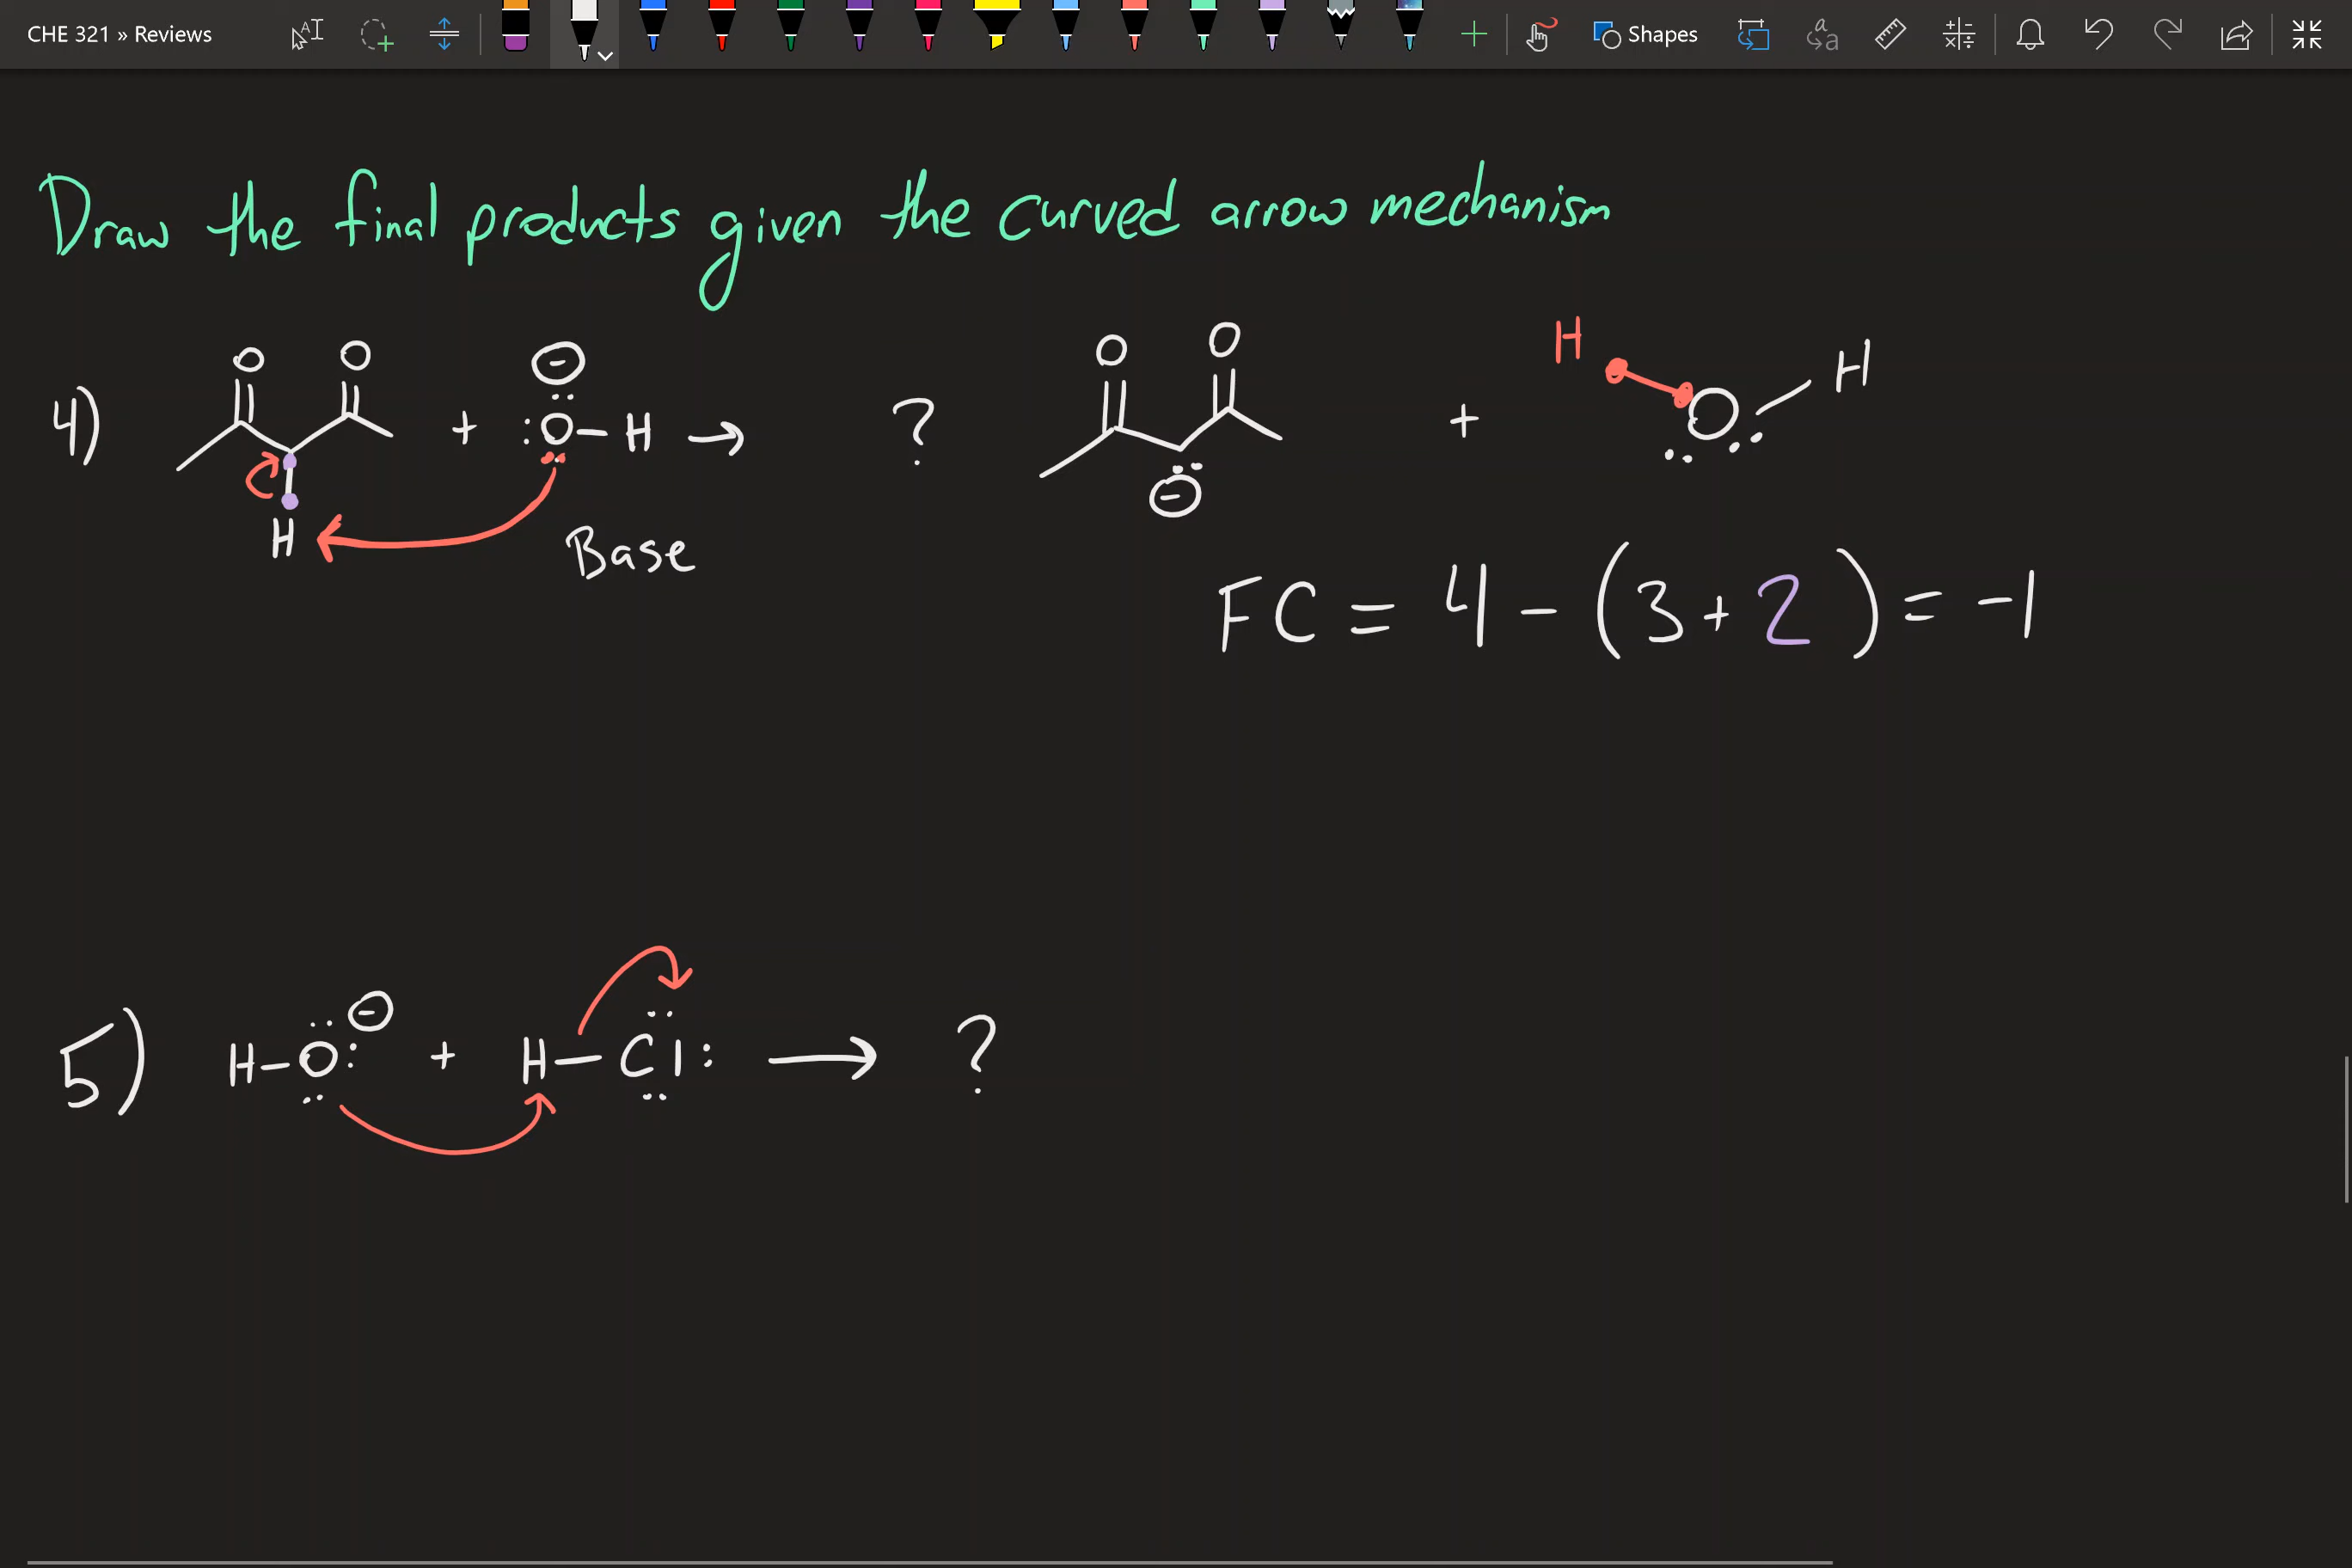 CHE 321 » Reviews
Shapes
Draw the final products given the curved arrow mechanism
4)
O O ⊖ O O H
+ :O–H → ? + O H
H Base ⊖
FC = 4 – (3 + 2) = –1
5) H–O: ⊖ + H–Cl: → ?